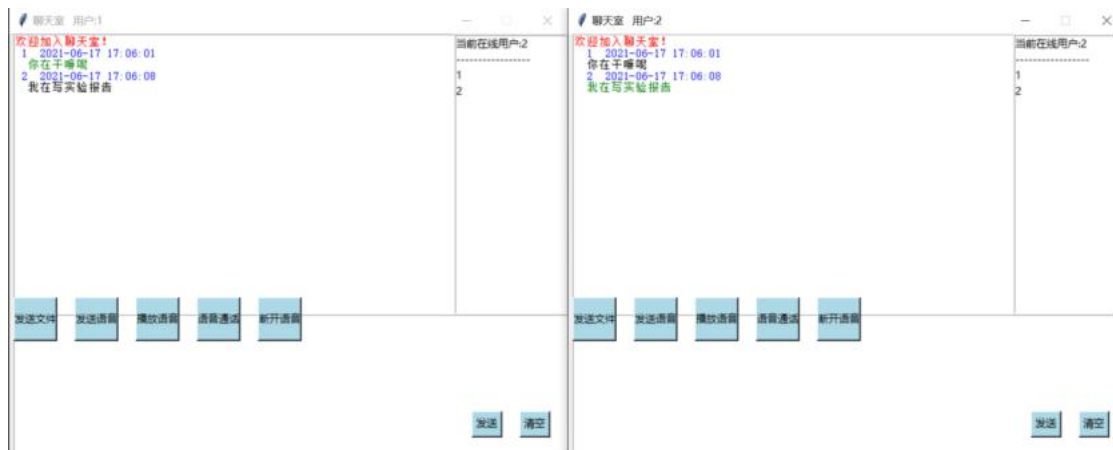 聊天室 用户:1
欢迎加入聊天室!
1 2021-06-17 17:06:01
你在干嘛呢
2 2021-06-17 17:06:08
我在写实验报告
当前在线用户:2
-----------------
1
2
发送文件 发送语音 播放语音 语音通话 断开语音
发送 清空
聊天室 用户:2
欢迎加入聊天室!
1 2021-06-17 17:06:01
你在干嘛呢
2 2021-06-17 17:06:08
我在写实验报告
当前在线用户:2
-----------------
1
2
发送文件 发送语音 播放语音 语音通话 断开语音
发送 清空